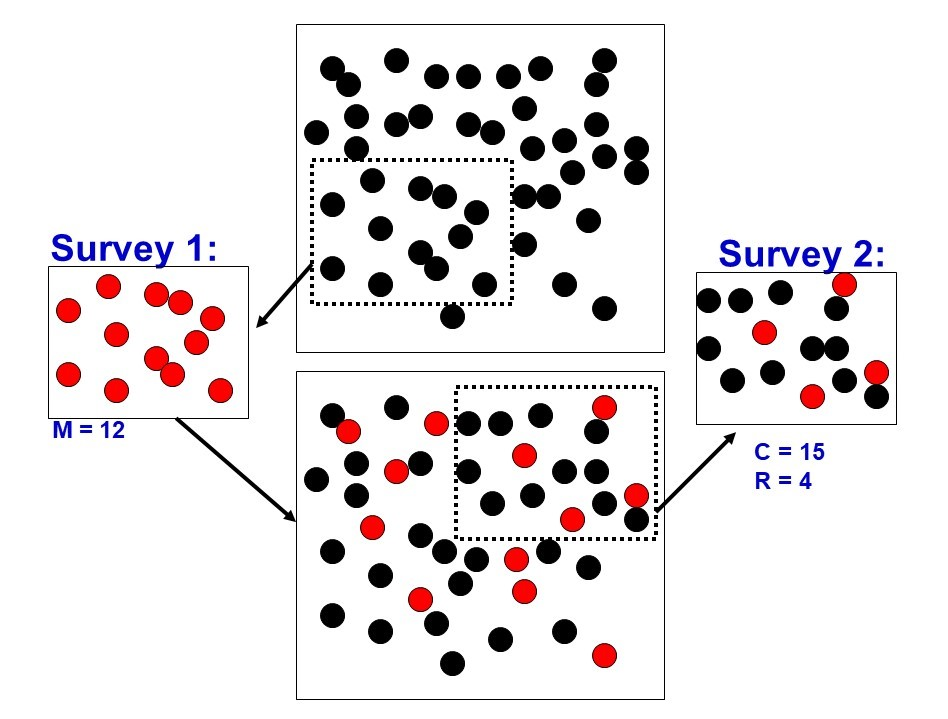 Survey 1:
M = 12
Survey 2:
C = 15
R = 4